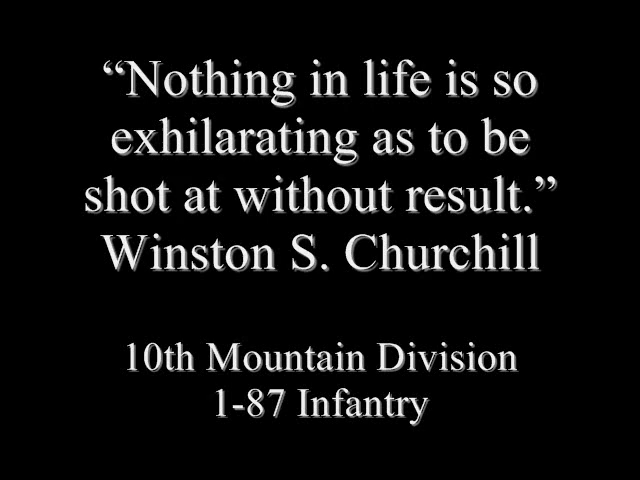 “Nothing in life is so
exhilarating as to be
shot at without result.”
Winston S. Churchill
10th Mountain Division
1-87 Infantry